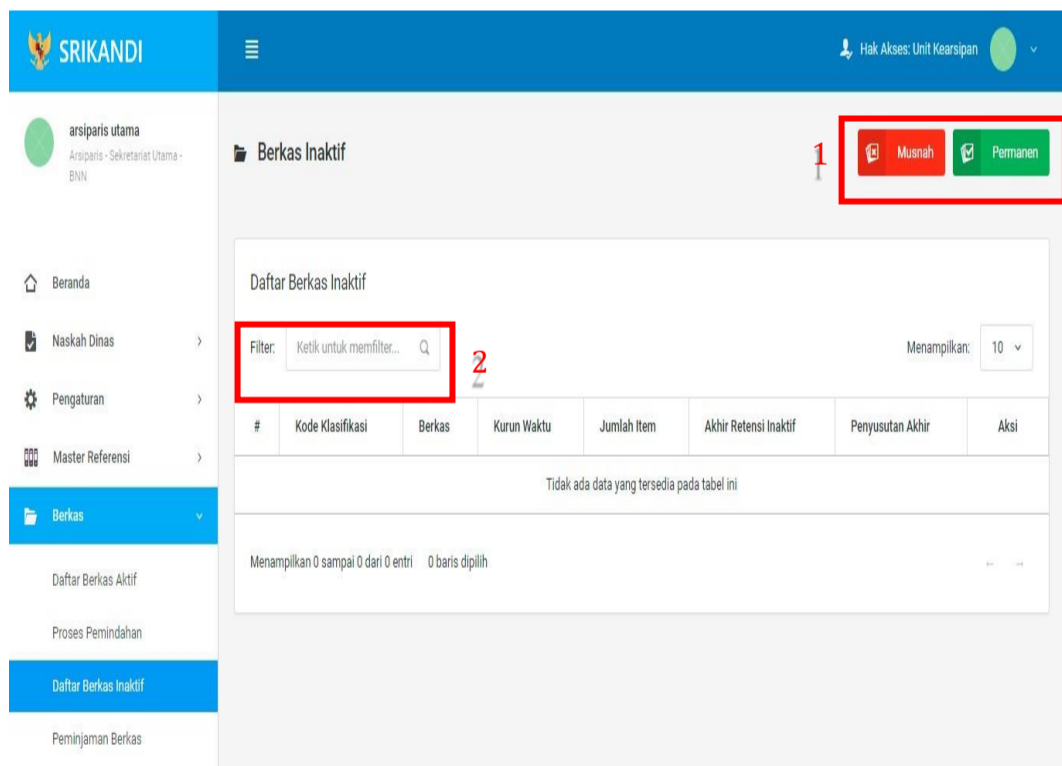 SRIKANDI
Hak Akses: Unit Kearsipan
arsiparis utama
Arsiparis - Sekretariat Utama -
BNN
Berkas Inaktif
1
Musnah
Permanen
Beranda
Naskah Dinas
Pengaturan
Master Referensi
Berkas
Daftar Berkas Aktif
Proses Pemindahan
Daftar Berkas Inaktif
Peminjaman Berkas
Daftar Berkas Inaktif
Filter: Ketik untuk memfilter...
2
Menampilkan: 10
# Kode Klasifikasi Berkas Kurun Waktu Jumlah Item Akhir Retensi Inaktif Penyusutan Akhir Aksi
Tidak ada data yang tersedia pada tabel ini
Menampilkan 0 sampai 0 dari 0 entri 0 baris dipilih
← →